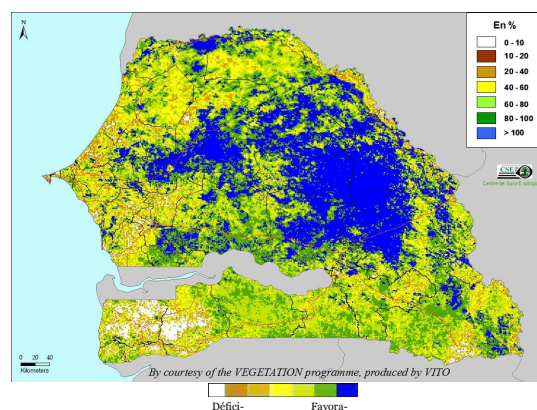 N
En %
0 - 10
10 - 20
20 - 40
40 - 60
60 - 80
80 - 100
> 100
CSE
Centre de Suivi Ecologique
0 20 40
Kilometers
By courtesy of the VEGETATION programme, produced by VITO
Défici- Favora-